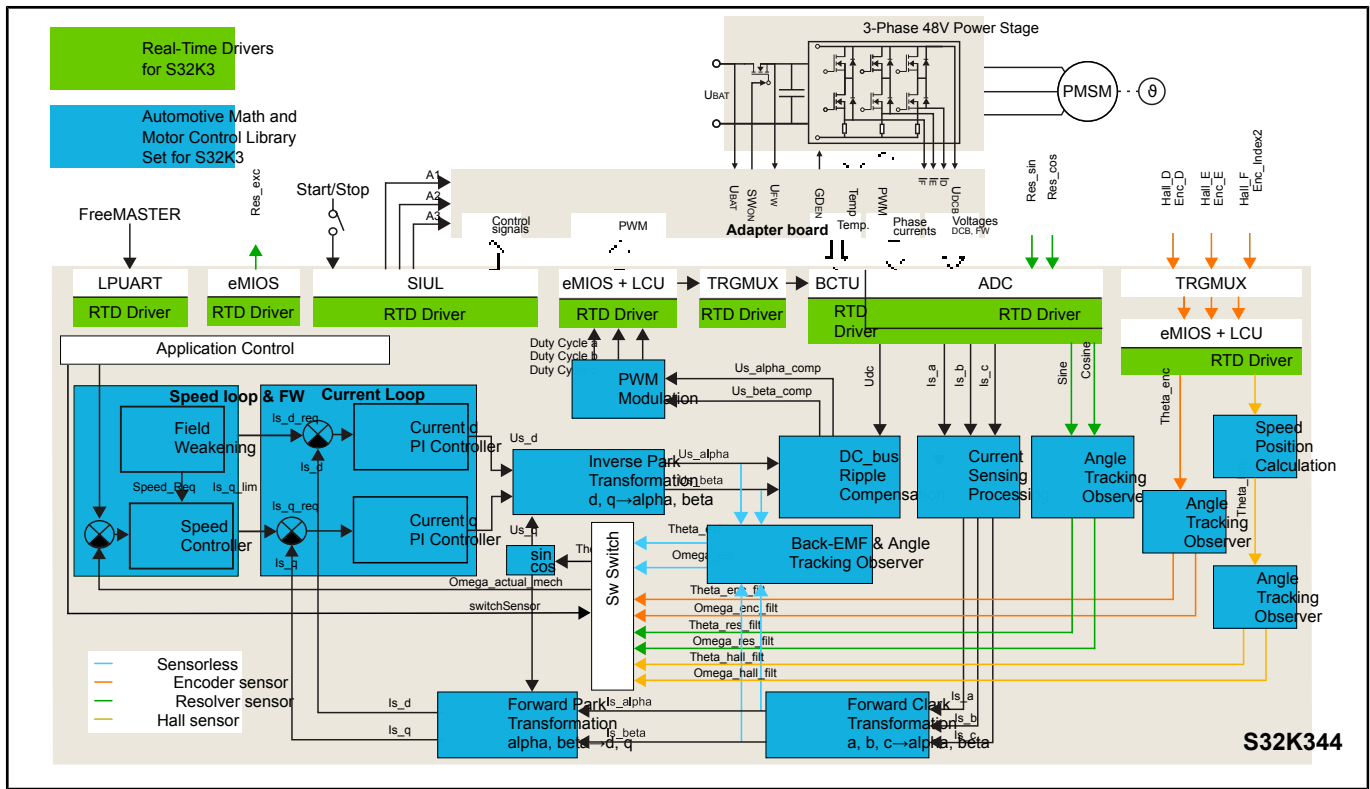 3-Phase 48V Power Stage
Real-Time Drivers
for S32K3
Automotive Math and
Motor Control Library
Set for S32K3
UBAT
PMSM
ϑ
Res_exc
Start/Stop
FreeMASTER
A1
A2
A3
UBAT
SWON
UFW
GDEN
Temp
PWM
IF
IE
ID
UDCB
Control
signals
PWM
Adapter board
Temp.
Phase
currents
Voltages
DCB, FW
Res_sin
Res_cos
Hall_D
Enc_D
Hall_E
Enc_E
Hall_F
Enc_Index2
LPUART
RTD Driver
eMIOS
RTD Driver
SIUL
RTD Driver
eMIOS + LCU
RTD Driver
TRGMUX
RTD Driver
BCTU
RTD
Driver
ADC
RTD Driver
TRGMUX
eMIOS + LCU
RTD Driver
Application Control
Duty Cycle a
Duty Cycle b
Duty Cycle
PWM
Modulation
Us_alpha_comp
Us_beta_comp
Udc
Is_a
Is_b
Is_c
Sine
Cosine
Theta_enc
Speed loop & FW
Current Loop
Field
Weakening
Is_d_req
Is_d
Current d
PI Controller
Us_d
Inverse Park
Transformation
d, q→alpha, beta
Us_alpha
Us_beta
DC_bus
Ripple
Compensation
Current
Sensing
Processing
Angle
Tracking
Observe
Speed
Position
Calculation
Speed_Req
Is_q_lim
Speed
Controller
Is_q_req
Is_q
Current q
PI Controller
Us_q
sin
cos
Sw Switch
Back-EMF & Angle
Tracking Observer
Angle
Tracking
Observer
Angle
Tracking
Observer
Omega_actual_mech
switchSensor
Theta_enc_filt
Omega_enc_filt
Theta_res_filt
Omega_res_filt
Theta_hall_filt
Omega_hall_filt
Sensorless
Encoder sensor
Resolver sensor
Hall sensor
Is_d
Is_q
Forward Park
Transformation
alpha, beta→d, q
Is_alpha
Is_beta
Forward Clark
Transformation
a, b, c→alpha, beta
Is_a
Is_b
Is_c
S32K344